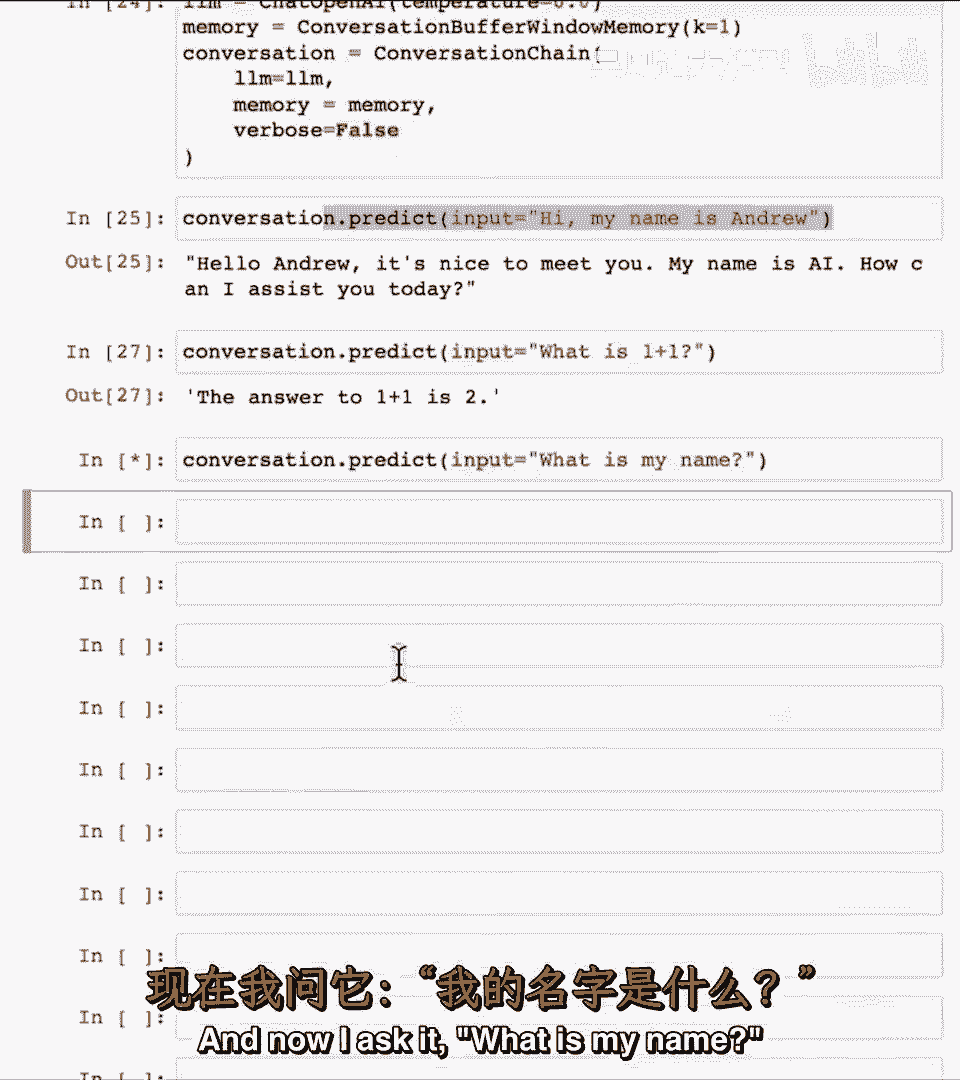 In [24]: llm = ChatOpenAI(temperature=0.0)
memory = ConversationBufferWindowMemory(k=1)
conversation = ConversationChain(
    llm=llm,
    memory = memory,
    verbose=False
)
In [25]: conversation.predict(input="Hi, my name is Andrew")
Out[25]: "Hello Andrew, it's nice to meet you. My name is AI. How c
an I assist you today?"
In [27]: conversation.predict(input="What is 1+1?")
Out[27]: 'The answer to 1+1 is 2.'
In [*]: conversation.predict(input="What is my name?")
In [ ]:
In [ ]:
In [ ]:
In [ ]:
In [ ]:
In [ ]:
In [ ]:
In [ ]:
现在我问它：“我的名字是什么？”
In [ ]:
And now I ask it, "What is my name?"
In [ ]: